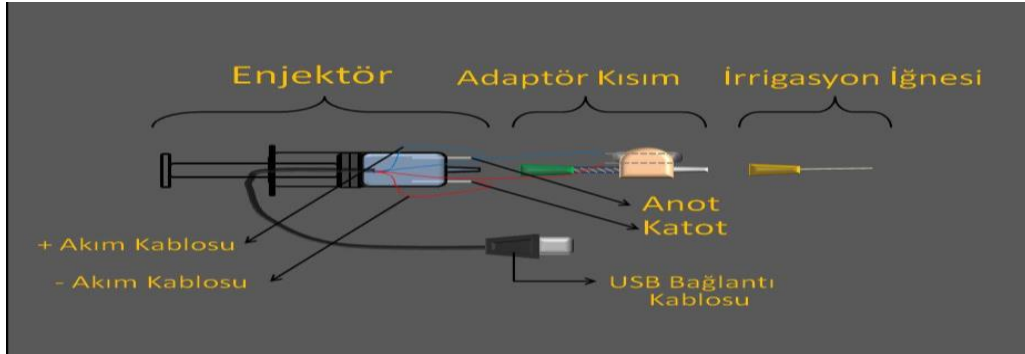 Enjektör
Adaptör Kısım
İrrigasyon İğnesi
Anot
Katot
+ Akım Kablosu
- Akım Kablosu
USB Bağlantı
Kablosu